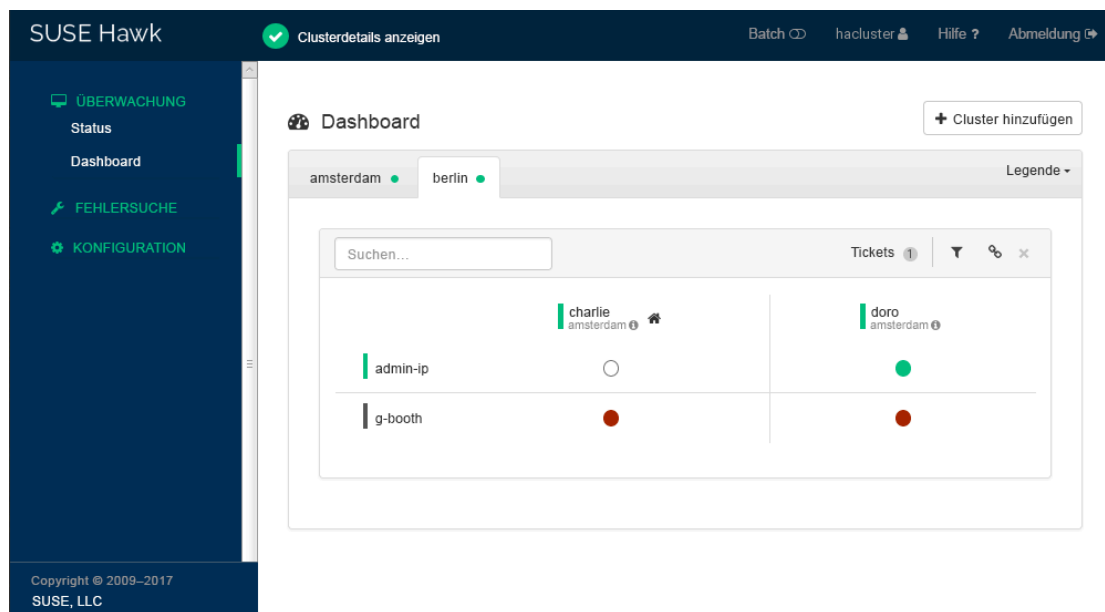 SUSE Hawk
Clusterdetails anzeigen
Batch
hacluster
Hilfe ?
Abmeldung
ÜBERWACHUNG
Status
Dashboard
FEHLERSUCHE
KONFIGURATION
Dashboard
+ Cluster hinzufügen
amsterdam
berlin
Legende
Suchen...
Tickets 1
charlie
amsterdam
doro
amsterdam
admin-ip
g-booth
Copyright © 2009–2017
SUSE, LLC